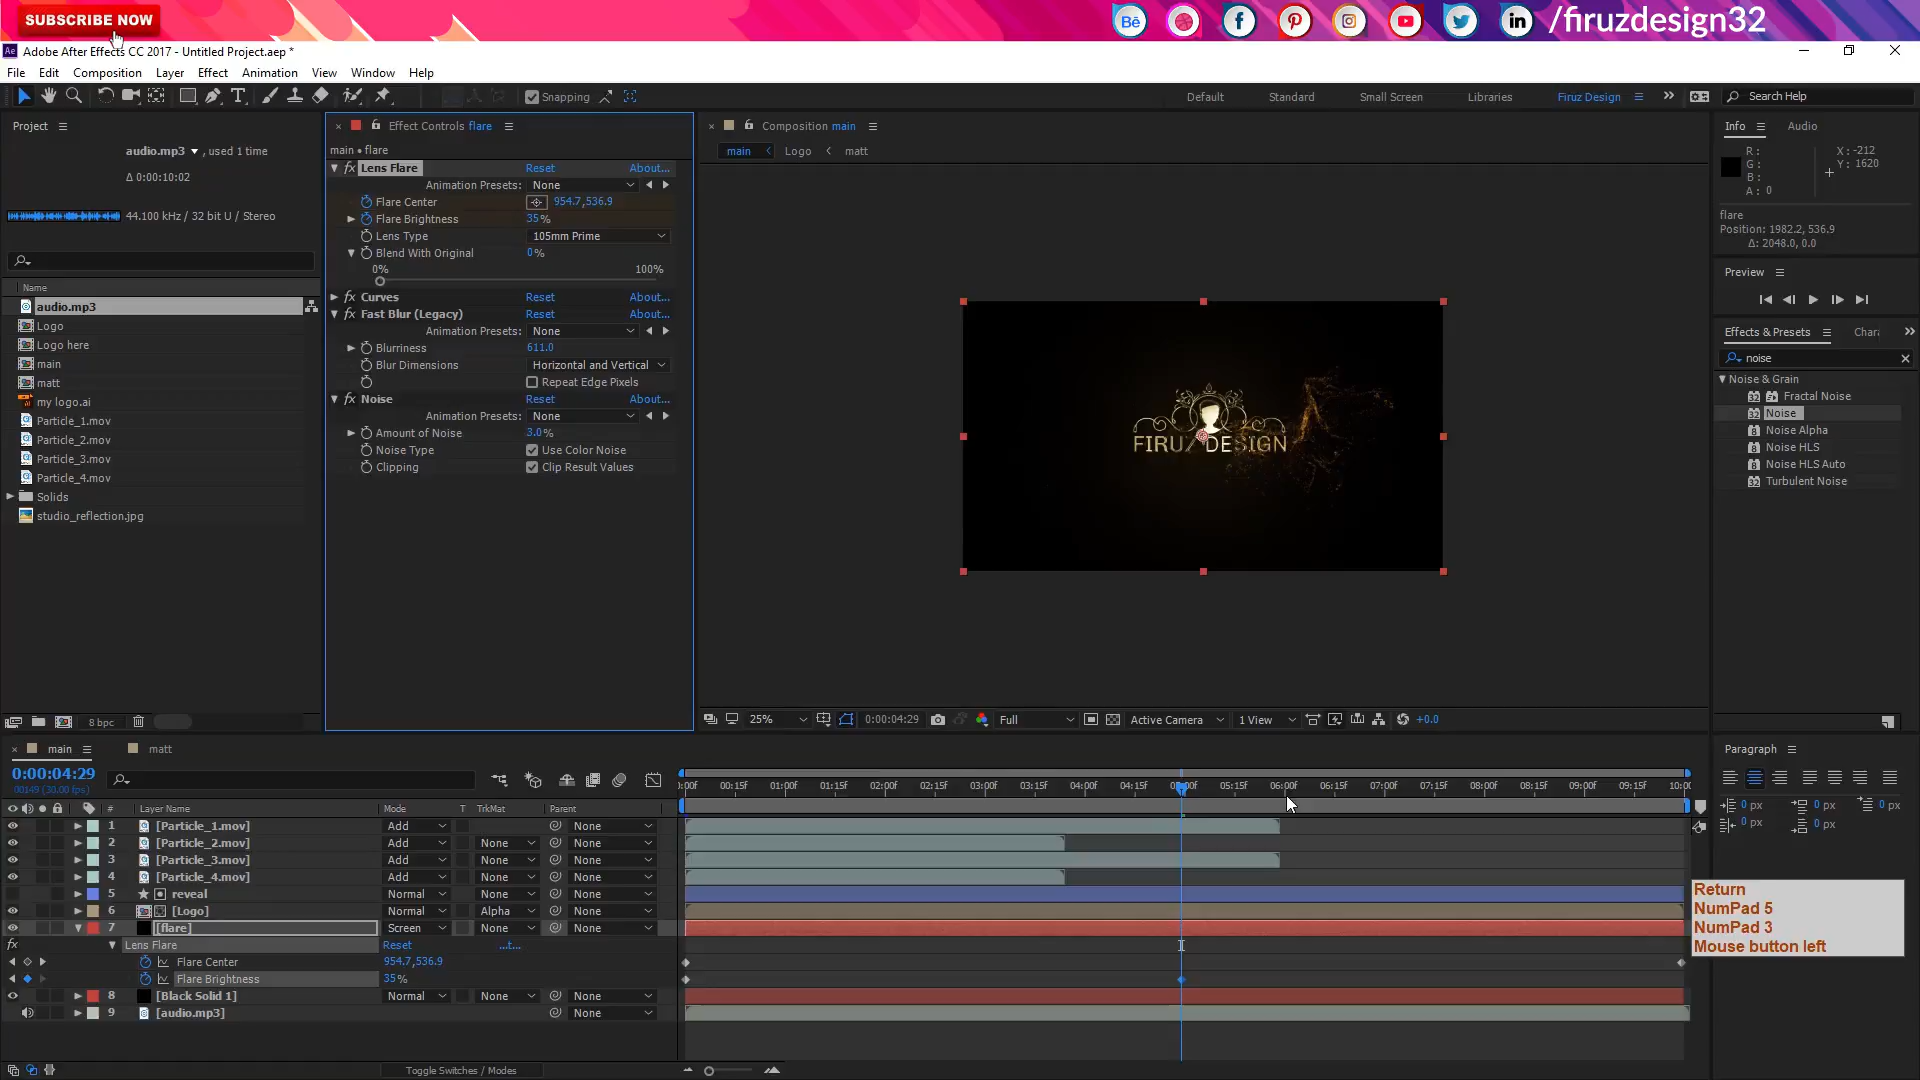 SUBSCRIBE NOW
/firuzdesign32
Adobe After Effects CC 2017 - Untitled Project.aep *
File Edit Composition Layer Effect Animation View Window Help
Snapping
Default Standard Small Screen Libraries Firuz Design
Search Help
Project
audio.mp3 , used 1 time
Δ 0:00:10:02
44.100 kHz / 32 bit U / Stereo
Name
audio.mp3
Logo
Logo here
main
matt
my logo.ai
Particle_1.mov
Particle_2.mov
Particle_3.mov
Particle_4.mov
Solids
studio_reflection.jpg
8 bpc
Effect Controls flare
main • flare
fx Lens Flare Reset About...
Animation Presets: None
Flare Center 954.7,536.9
Flare Brightness 35%
Lens Type 105mm Prime
Blend With Original 0%
0% 100%
fx Curves Reset About...
fx Fast Blur (Legacy) Reset About...
Animation Presets: None
Blurriness 611.0
Blur Dimensions Horizontal and Vertical
Repeat Edge Pixels
fx Noise Reset About...
Animation Presets: None
Amount of Noise 3.0%
Noise Type Use Color Noise
Clipping Clip Result Values
Composition main
main Logo matt
FIRUZ DESIGN
25% 0:00:04:29 Full Active Camera 1 View +0.0
Info Audio
R :
G :
B :
A : 0
X : -212
Y : 1620
flare
Position: 1982.2, 536.9
Δ: 2048.0, 0.0
Preview
Effects & Presets Chara
noise
Noise & Grain
Fractal Noise
Noise
Noise Alpha
Noise HLS
Noise HLS Auto
Turbulent Noise
main matt
0:00:04:29
00149 (30.00 fps)
# Layer Name Mode T TrkMat Parent
:00f 00:15f 01:00f 01:15f 02:00f 02:15f 03:00f 03:15f 04:00f 04:15f 05:00f 05:15f 06:00f 06:15f 07:00f 07:15f 08:00f 08:15f 09:00f 09:15f 10:00
1 [Particle_1.mov] Add None
2 [Particle_2.mov] Add None None
3 [Particle_3.mov] Add None None
4 [Particle_4.mov] Add None None
5 reveal Normal None None
6 [Logo] Normal Alpha None
7 [flare] Screen None None
fx Lens Flare Reset ...t...
Flare Center 954.7,536.9
Flare Brightness 35%
8 [Black Solid 1] Normal None None
9 [audio.mp3] None
Toggle Switches / Modes
Paragraph
0 px 0 px 0 px
0 px 0 px
Return
NumPad 5
NumPad 3
Mouse button left